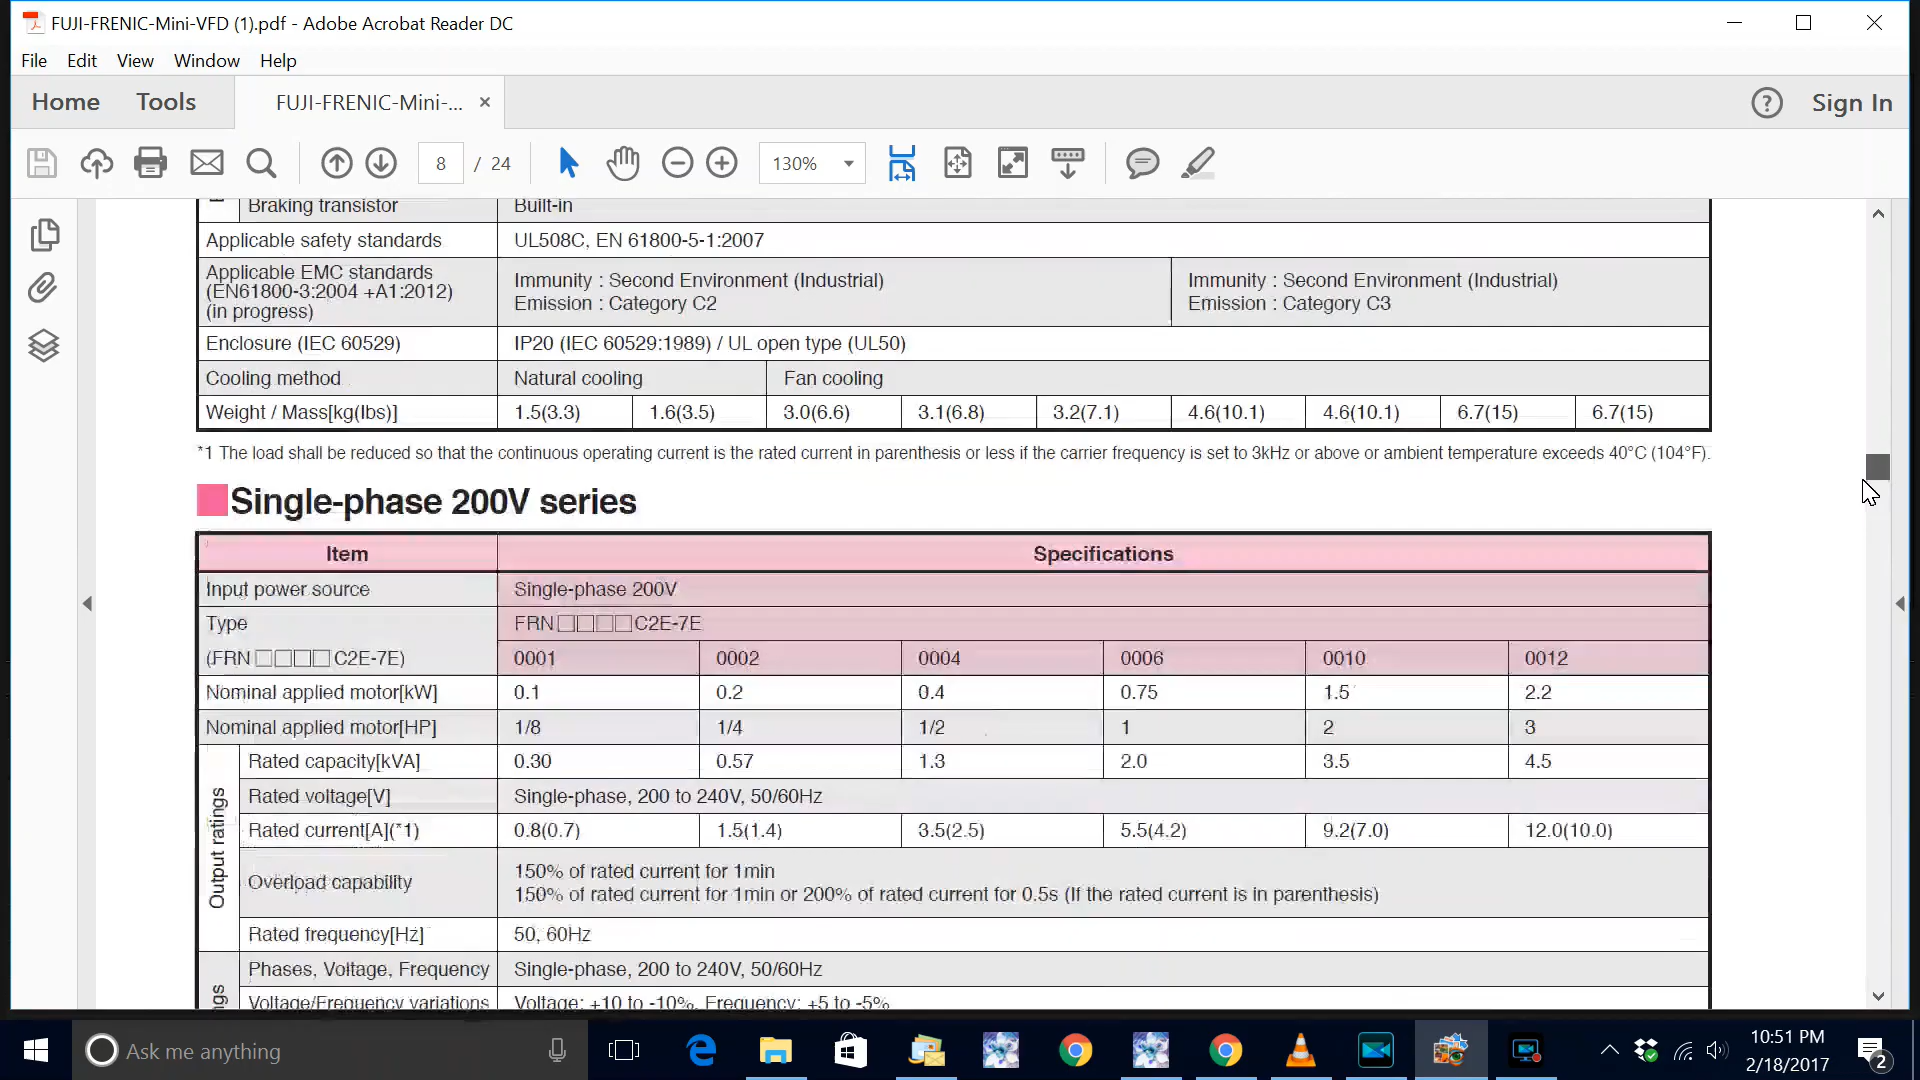 FUJI-FRENIC-Mini-VFD (1).pdf - Adobe Acrobat Reader DC
File Edit View Window Help
Home Tools FUJI-FRENIC-Mini-... × ? Sign In
8 / 24 130%
Braking transistor Built-in
Applicable safety standards UL508C, EN 61800-5-1:2007
Applicable EMC standards
(EN61800-3:2004 +A1:2012)
(in progress)
Immunity : Second Environment (Industrial)
Emission : Category C2
Immunity : Second Environment (Industrial)
Emission : Category C3
Enclosure (IEC 60529) IP20 (IEC 60529:1989) / UL open type (UL50)
Cooling method Natural cooling Fan cooling
Weight / Mass[kg(lbs)] 1.5(3.3) 1.6(3.5) 3.0(6.6) 3.1(6.8) 3.2(7.1) 4.6(10.1) 4.6(10.1) 6.7(15) 6.7(15)
*1 The load shall be reduced so that the continuous operating current is the rated current in parenthesis or less if the carrier frequency is set to 3kHz or above or ambient temperature exceeds 40°C (104°F).
Single-phase 200V series
Item Specifications
Input power source Single-phase 200V
Type FRN□□□□C2E-7E
(FRN□□□□C2E-7E) 0001 0002 0004 0006 0010 0012
Nominal applied motor[kW] 0.1 0.2 0.4 0.75 1.5 2.2
Nominal applied motor[HP] 1/8 1/4 1/2 1 2 3
Output ratings
Rated capacity[kVA] 0.30 0.57 1.3 2.0 3.5 4.5
Rated voltage[V] Single-phase, 200 to 240V, 50/60Hz
Rated current[A](*1) 0.8(0.7) 1.5(1.4) 3.5(2.5) 5.5(4.2) 9.2(7.0) 12.0(10.0)
Overload capability
150% of rated current for 1min
150% of rated current for 1min or 200% of rated current for 0.5s (If the rated current is in parenthesis)
Rated frequency[Hz] 50, 60Hz
Phases, Voltage, Frequency Single-phase, 200 to 240V, 50/60Hz
Voltage/Frequency variations Voltage: +10 to -10%, Frequency: +5 to -5%
Ask me anything
10:51 PM
2/18/2017
2